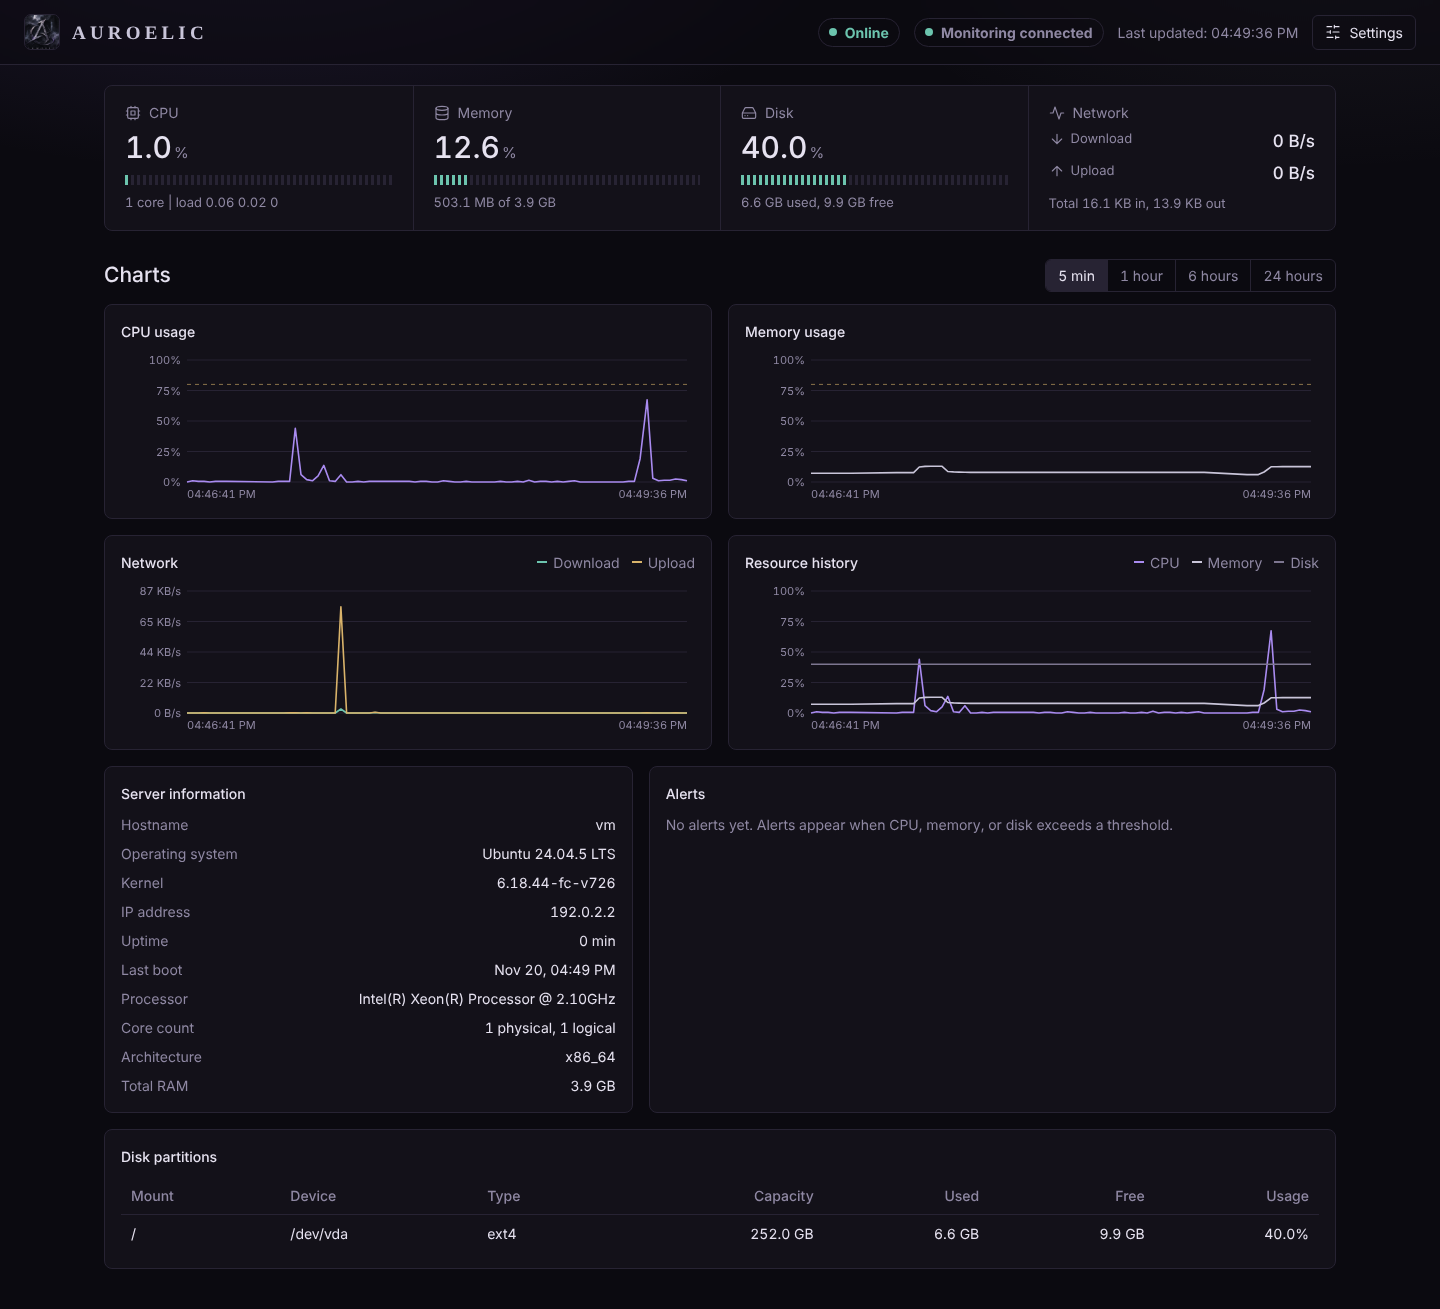 AUROELIC
Online
Monitoring connected
Last updated: 04:49:36 PM
Settings
CPU
1.0 %
1 core | load 0.06 0.02 0
Memory
12.6 %
503.1 MB of 3.9 GB
Disk
40.0 %
6.6 GB used, 9.9 GB free
Network
Download 0 B/s
Upload 0 B/s
Total 16.1 KB in, 13.9 KB out
Charts
5 min 1 hour 6 hours 24 hours
CPU usage
100%
75%
50%
25%
0%
04:46:41 PM 04:49:36 PM
Memory usage
100%
75%
50%
25%
0%
04:46:41 PM 04:49:36 PM
Network Download Upload
87 KB/s
65 KB/s
44 KB/s
22 KB/s
0 B/s
04:46:41 PM 04:49:36 PM
Resource history CPU Memory Disk
100%
75%
50%
25%
0%
04:46:41 PM 04:49:36 PM
Server information
Hostname vm
Operating system Ubuntu 24.04.5 LTS
Kernel 6.18.44-fc-v726
IP address 192.0.2.2
Uptime 0 min
Last boot Nov 20, 04:49 PM
Processor Intel(R) Xeon(R) Processor @ 2.10GHz
Core count 1 physical, 1 logical
Architecture x86_64
Total RAM 3.9 GB
Alerts
No alerts yet. Alerts appear when CPU, memory, or disk exceeds a threshold.
Disk partitions
Mount Device Type Capacity Used Free Usage
/ /dev/vda ext4 252.0 GB 6.6 GB 9.9 GB 40.0%